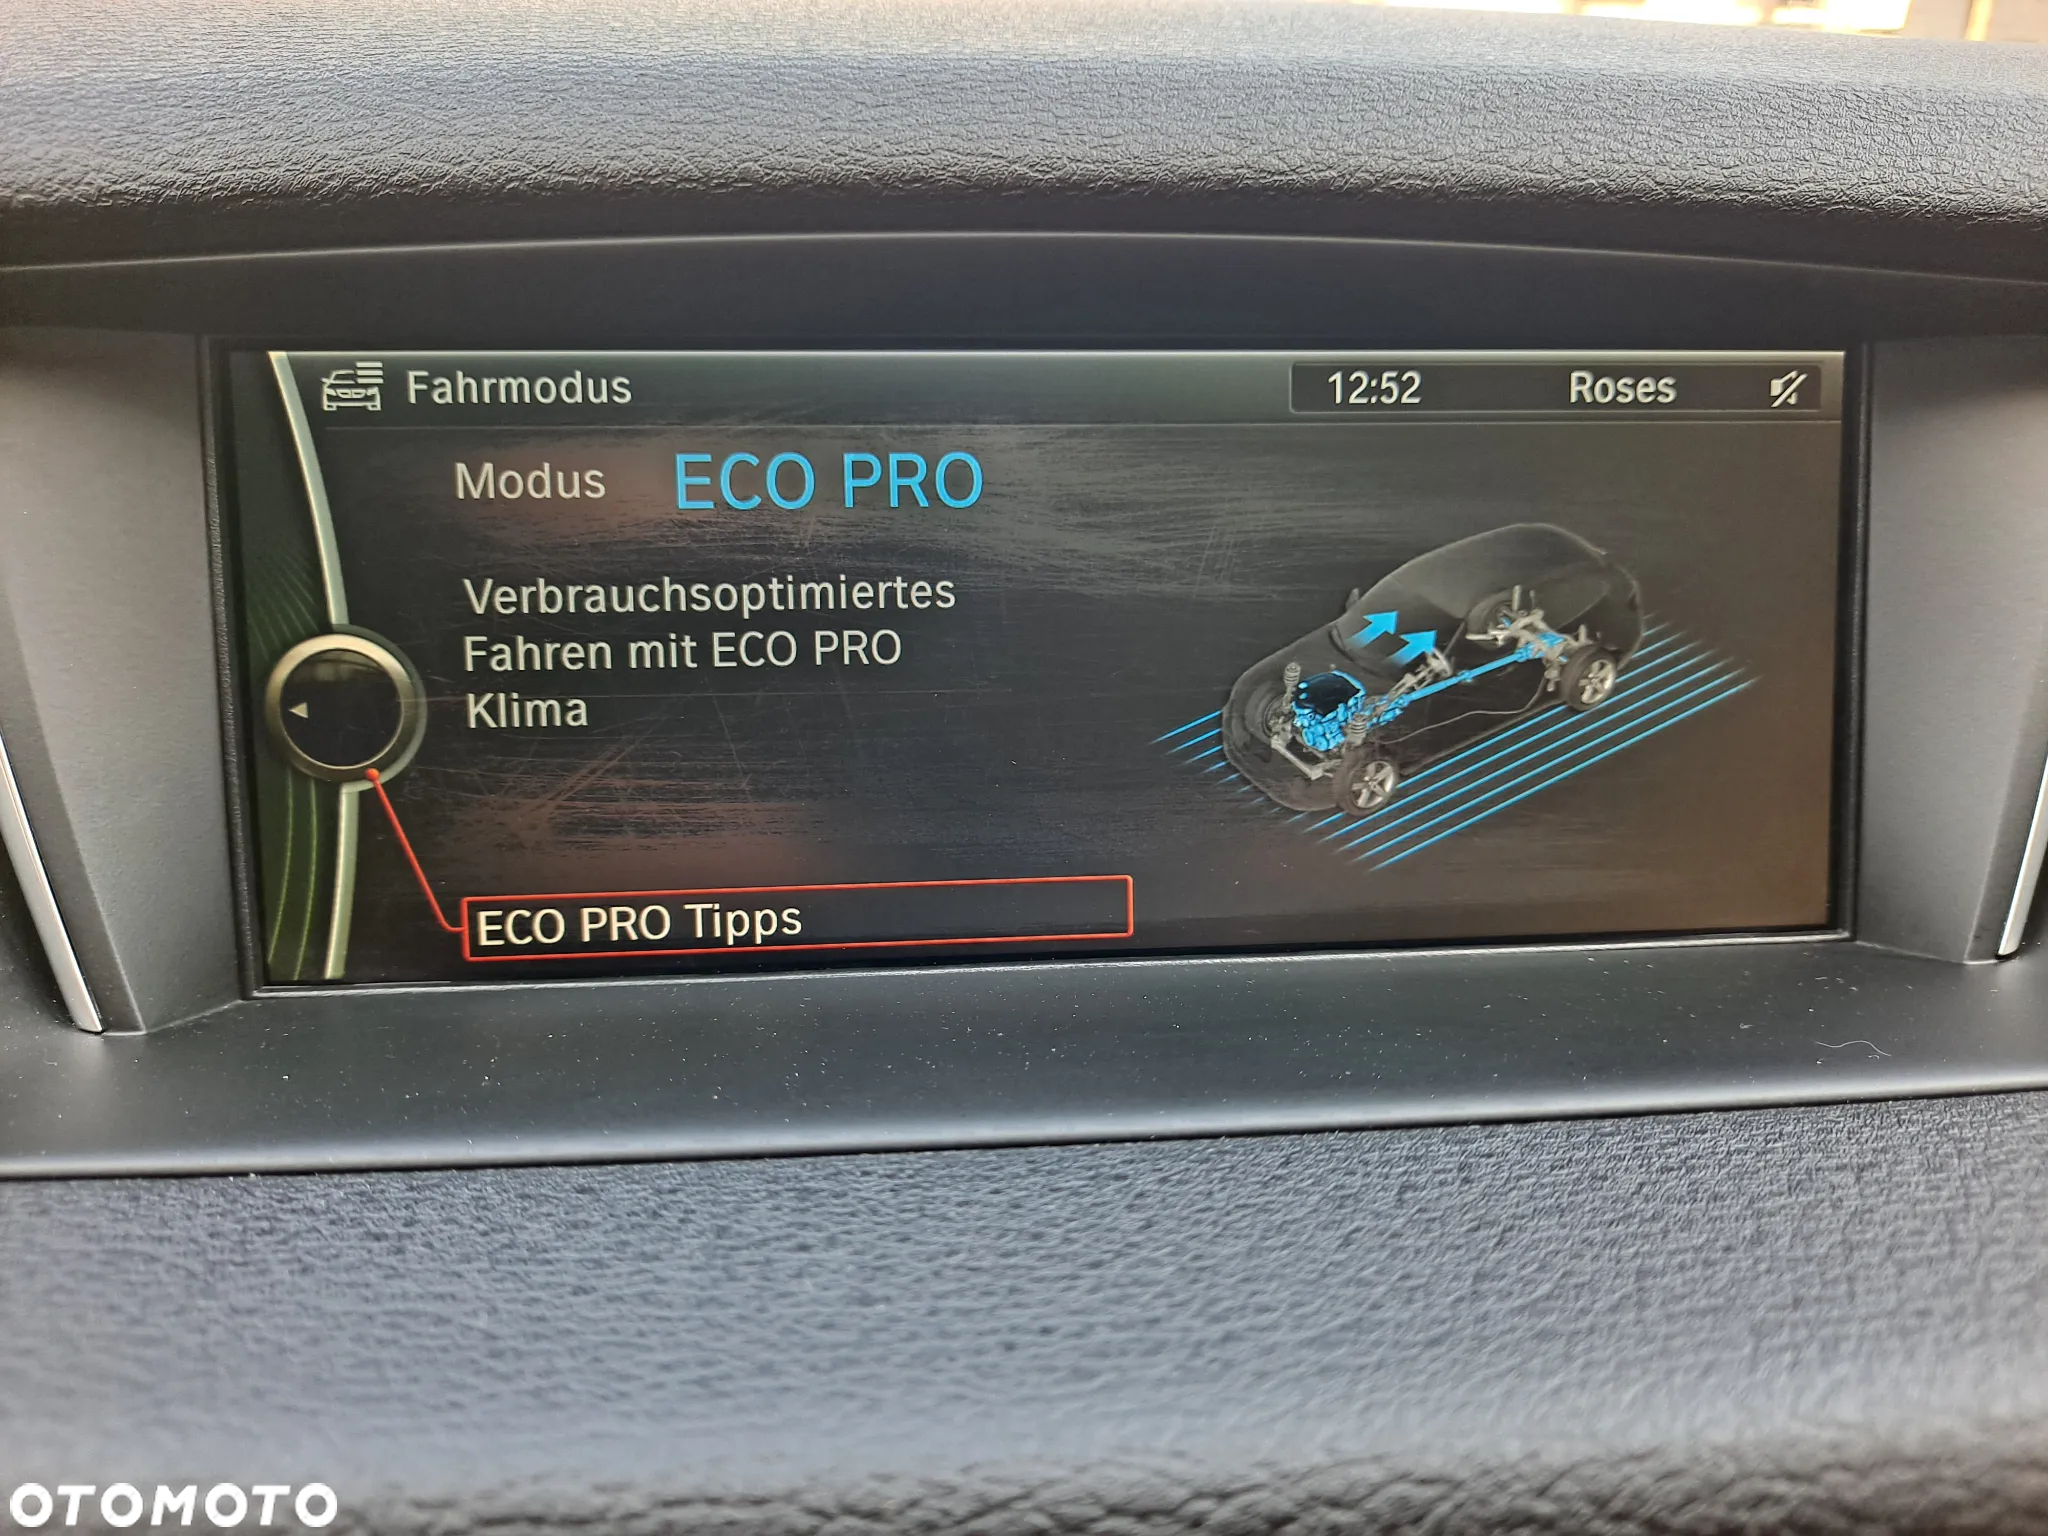 Fahrmodus
12:52 Roses
Modus ECO PRO
Verbrauchsoptimiertes
Fahren mit ECO PRO
Klima
ECO PRO Tipps
OTOMOTO